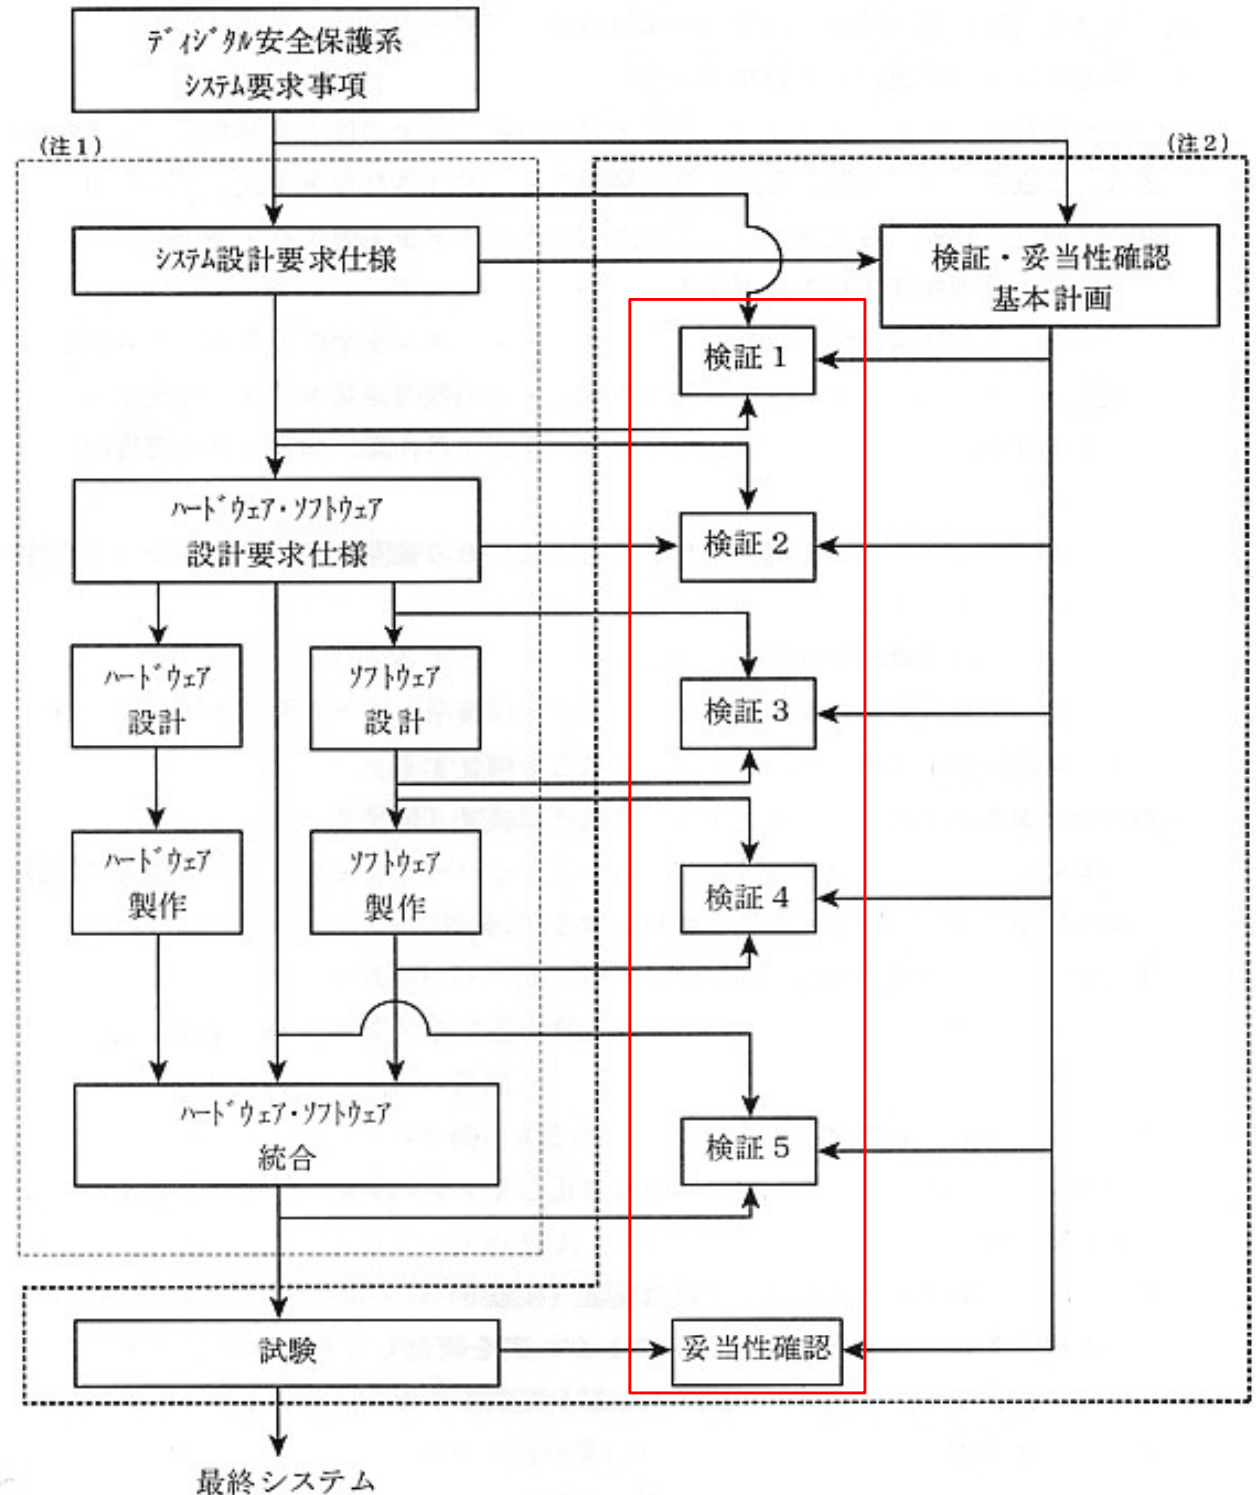 ディジタル安全保護系
システム要求事項
(注1)
(注2)
システム設計要求仕様
検証・妥当性確認
基本計画
検証1
ハードウェア・ソフトウェア
設計要求仕様
検証2
ハードウェア
設計
ソフトウェア
設計
検証3
ハードウェア
製作
ソフトウェア
製作
検証4
ハードウェア・ソフトウェア
統合
検証5
試験
妥当性確認
最終システム